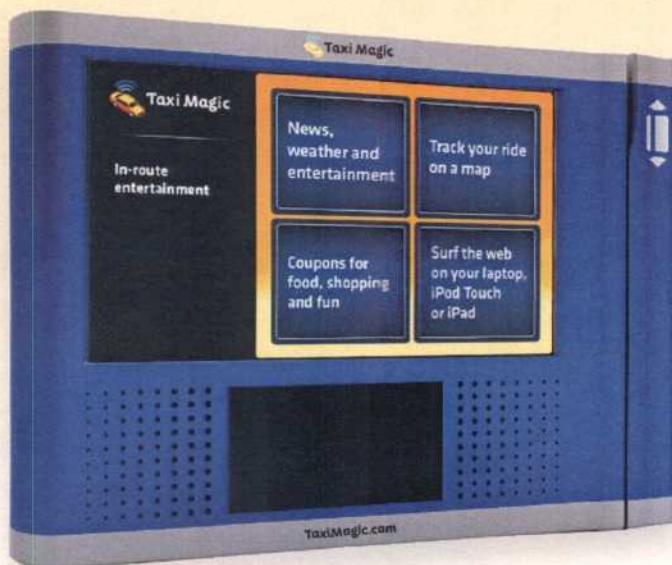 Taxi Magic
Taxi Magic
In-route
entertainment
News,
weather and
entertainment
Track your ride
on a map
Coupons for
food, shopping
and fun
Surf the web
on your laptop,
iPod Touch
or iPad
TaxiMagic.com